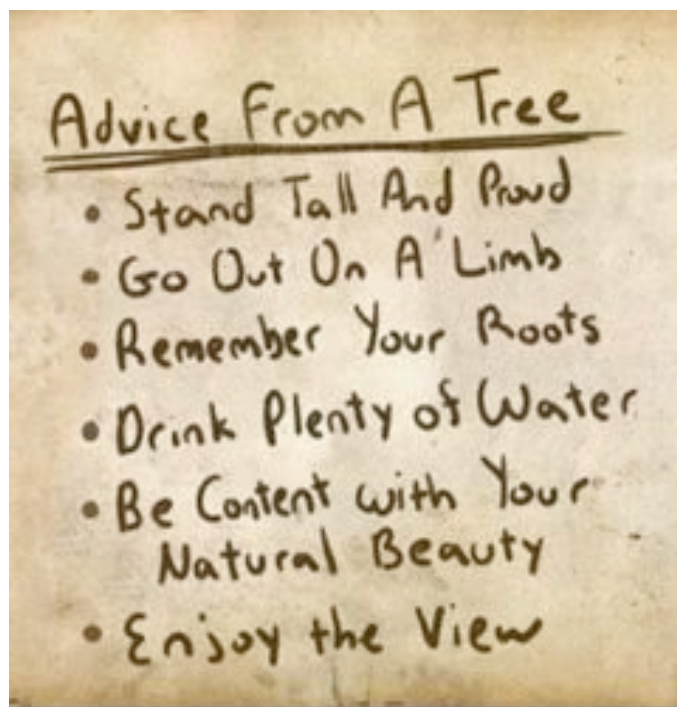 Advice From A Tree
• Stand Tall And Proud
• Go Out On A Limb
• Remember Your Roots
• Drink Plenty of Water
• Be Content with Your
Natural Beauty
• Enjoy the View